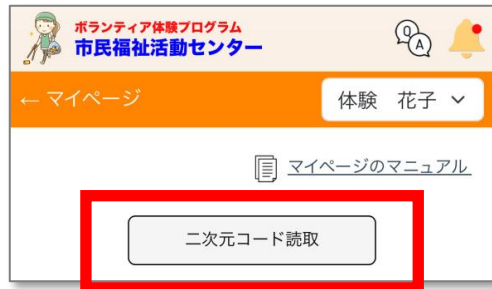 ボランティア体験プログラム
市民福祉活動センター
Q
A
← マイページ
体験　花子
マイページのマニュアル
二次元コード読取